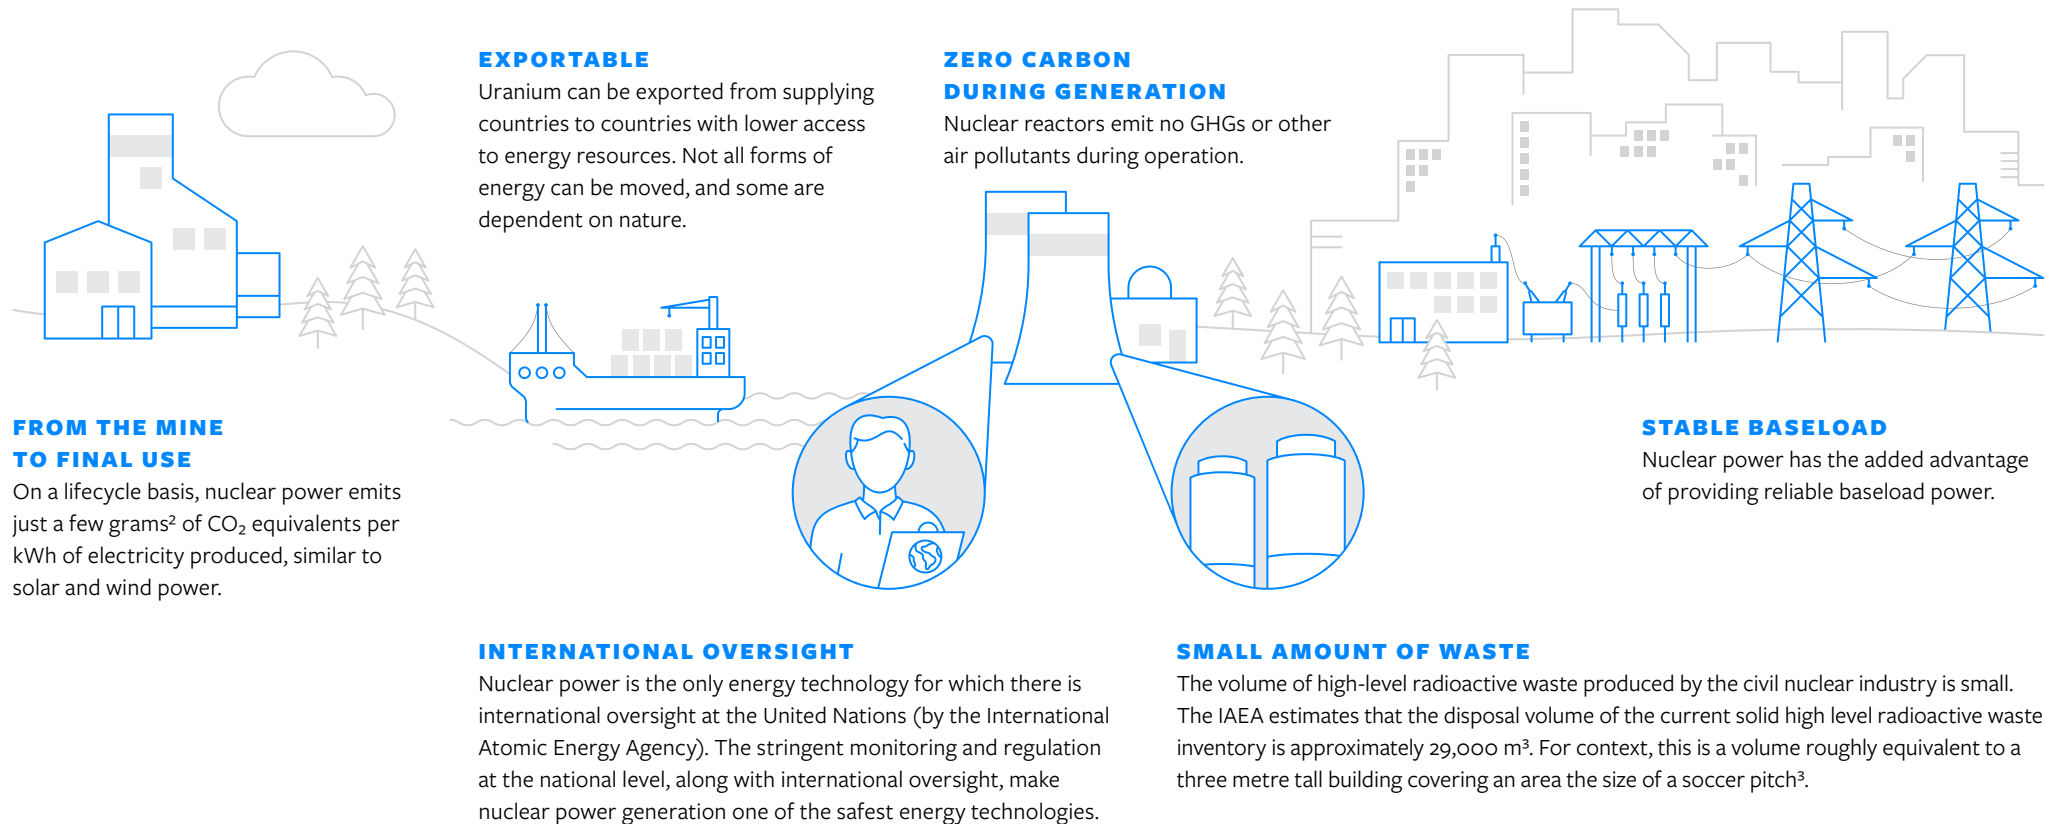 EXPORTABLE
Uranium can be exported from supplying
countries to countries with lower access
to energy resources. Not all forms of
energy can be moved, and some are
dependent on nature.
ZERO CARBON
DURING GENERATION
Nuclear reactors emit no GHGs or other
air pollutants during operation.
FROM THE MINE
TO FINAL USE
On a lifecycle basis, nuclear power emits
just a few grams² of CO₂ equivalents per
kWh of electricity produced, similar to
solar and wind power.
STABLE BASELOAD
Nuclear power has the added advantage
of providing reliable baseload power.
INTERNATIONAL OVERSIGHT
Nuclear power is the only energy technology for which there is
international oversight at the United Nations (by the International
Atomic Energy Agency). The stringent monitoring and regulation
at the national level, along with international oversight, make
nuclear power generation one of the safest energy technologies.
SMALL AMOUNT OF WASTE
The volume of high-level radioactive waste produced by the civil nuclear industry is small.
The IAEA estimates that the disposal volume of the current solid high level radioactive waste
inventory is approximately 29,000 m³. For context, this is a volume roughly equivalent to a
three metre tall building covering an area the size of a soccer pitch³.